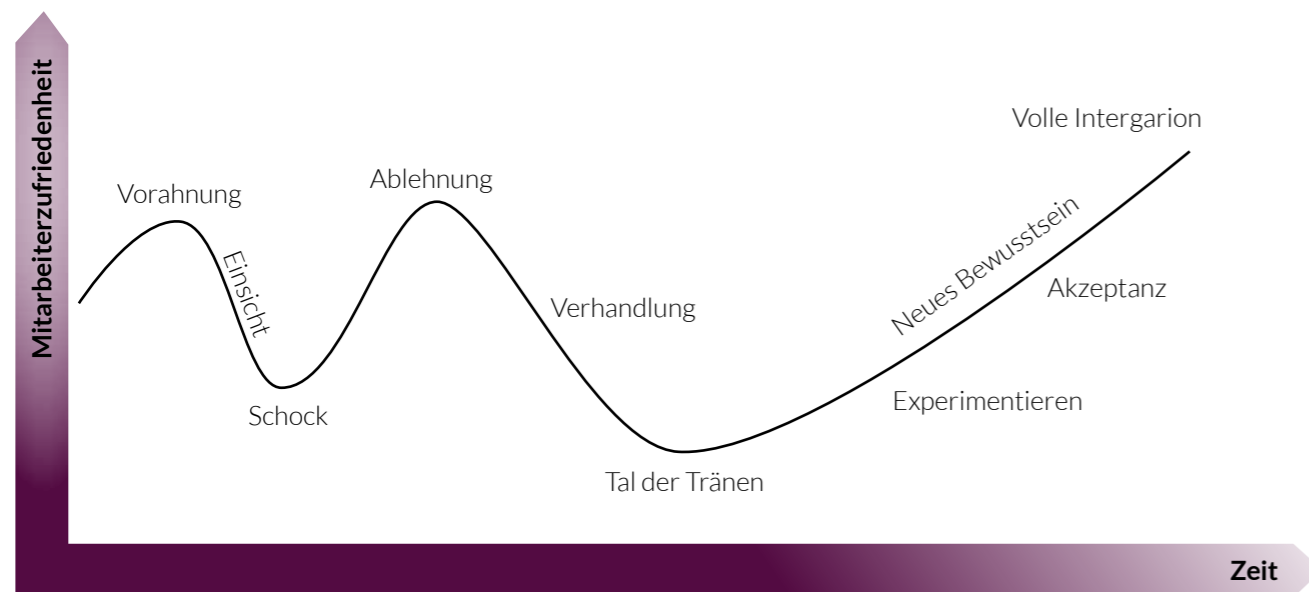 Mitarbeiterzufriedenheit
Vorahnung
Einsicht
Schock
Ablehnung
Verhandlung
Tal der Tränen
Experimentieren
Neues Bewusstsein
Akzeptanz
Volle Intergarion
Zeit